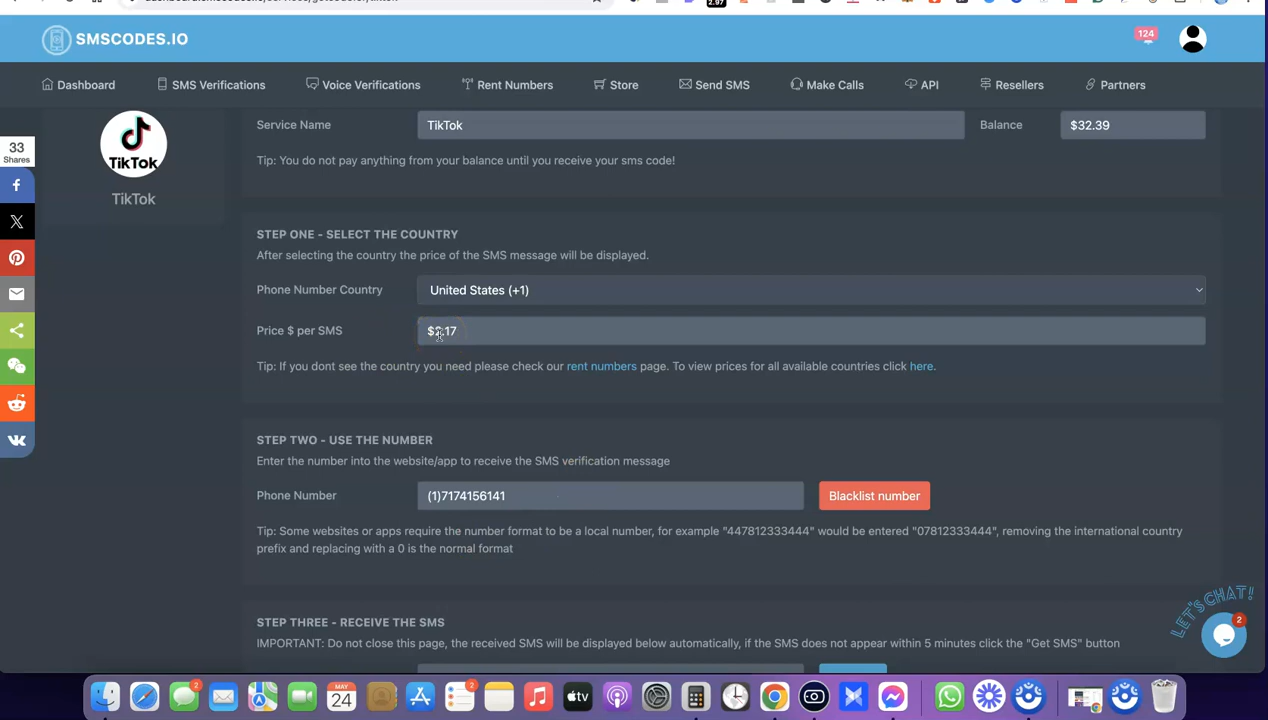 2.97
SMSCODES.IO
124
Dashboard
SMS Verifications
Voice Verifications
Rent Numbers
Store
Send SMS
Make Calls
API
Resellers
Partners
TikTok
TikTok
33
Shares
Service Name
TikTok
Balance
$32.39
Tip: You do not pay anything from your balance until you receive your sms code!
STEP ONE - SELECT THE COUNTRY
After selecting the country the price of the SMS message will be displayed.
Phone Number Country
United States (+1)
Price $ per SMS
Tip: If you dont see the country you need please check our rent numbers page. To view prices for all available countries click here.
STEP TWO - USE THE NUMBER
Enter the number into the website/app to receive the SMS verification message
Phone Number
(1)7174156141
Blacklist number
Tip: Some websites or apps require the number format to be a local number, for example "447812333444" would be entered "07812333444", removing the international country
prefix and replacing with a 0 is the normal format
STEP THREE - RECEIVE THE SMS
IMPORTANT: Do not close this page, the received SMS will be displayed below automatically, if the SMS does not appear within 5 minutes click the "Get SMS" button
LET'S CHAT!
2
2
MAY
24
2
tv